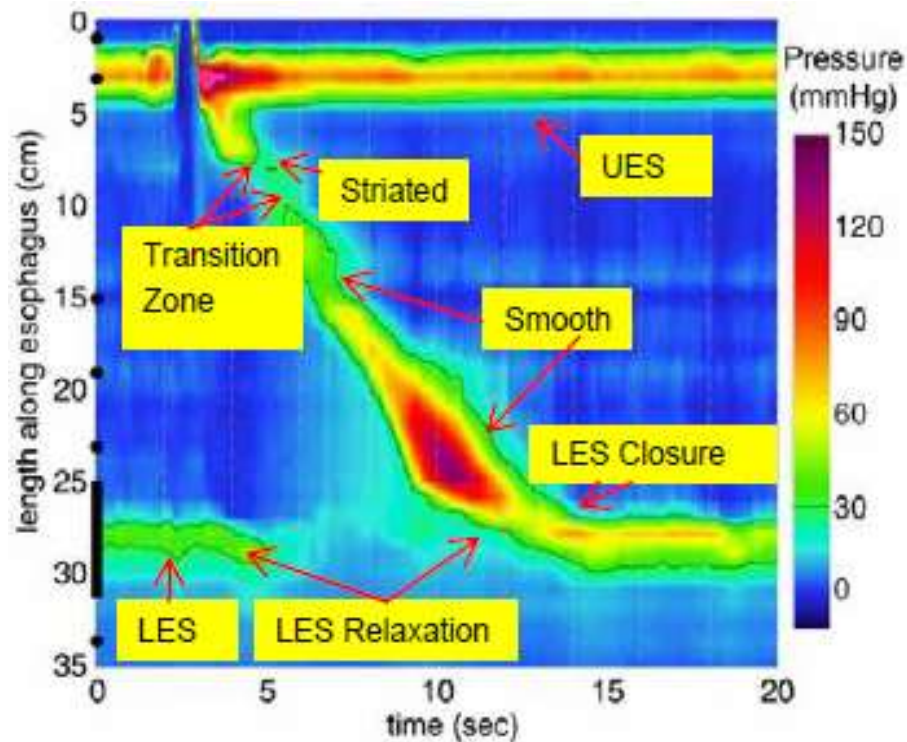 0
5
10
15
20
25
30
35
length along esophagus (cm)
0
5
10
15
20
time (sec)
Pressure
(mmHg)
150
120
90
60
30
0
UES
Striated
Transition
Zone
Smooth
LES Closure
LES
LES Relaxation